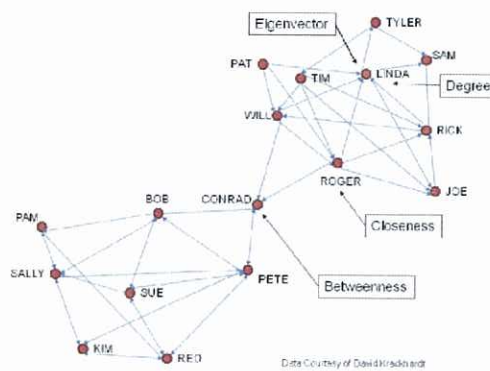 TYLER
Eigenvector
SAM
PAT
TIM
LINDA
Degree
WILL
RICK
ROGER
JOE
BOB
CONRAD
PAM
Closeness
SALLY
PETE
SUE
Betweenness
KIM
RED
Data Courtesy of David Krackhardt